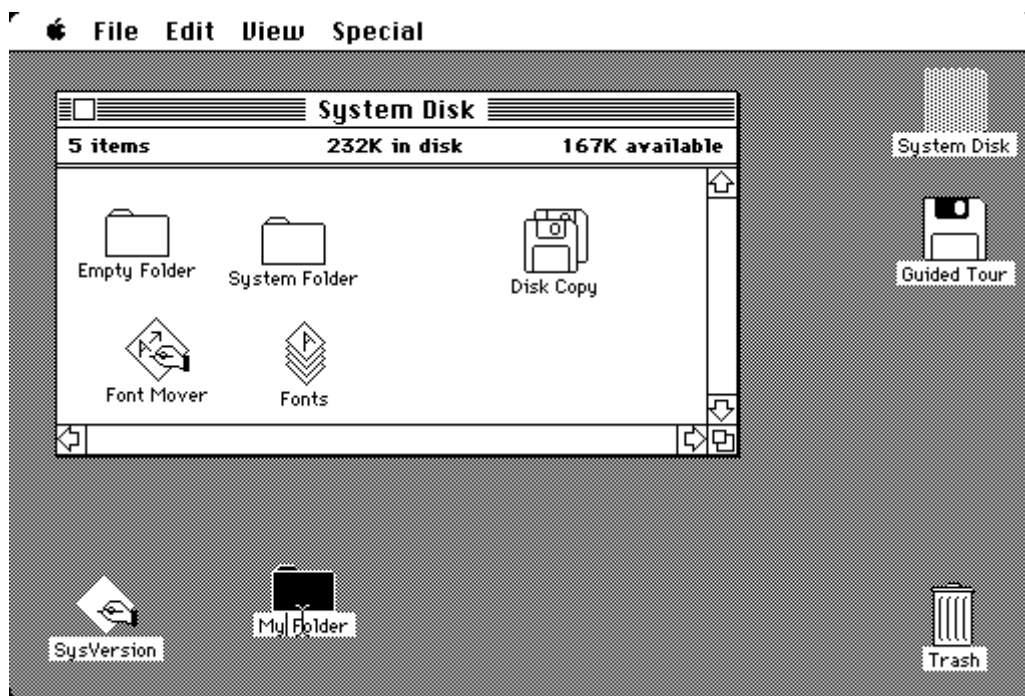 File Edit View Special
System Disk
5 items 232K in disk 167K available
Empty Folder System Folder Disk Copy
Font Mover Fonts
System Disk
Guided Tour
SysVersion My Folder Trash